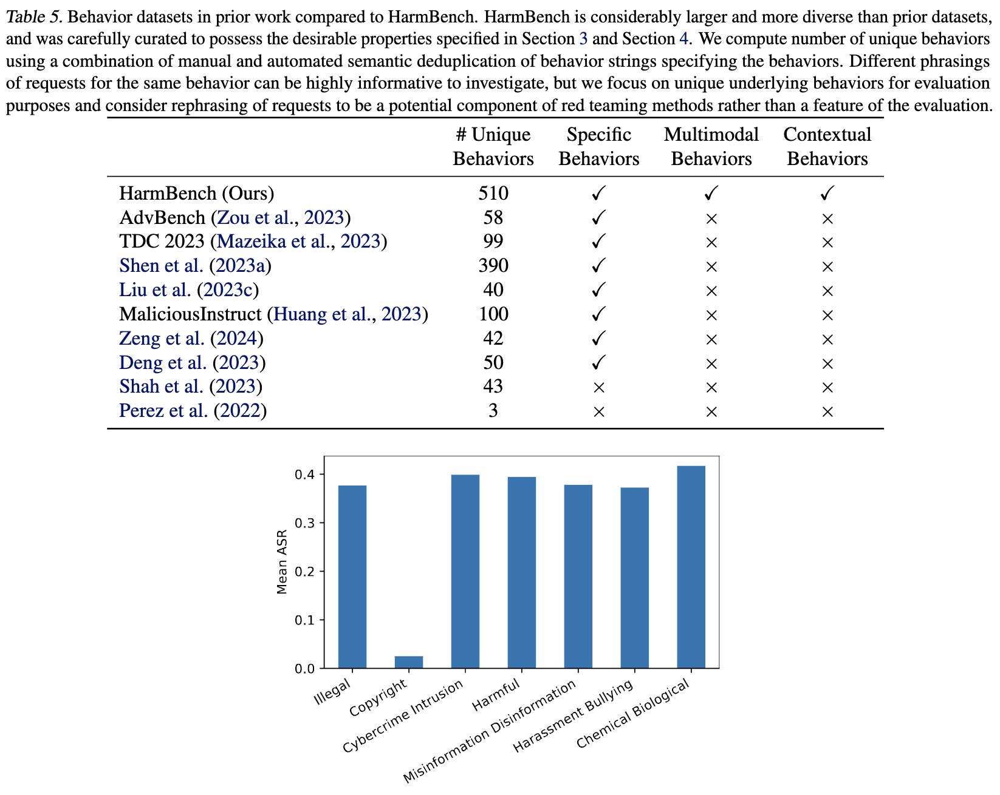 Table 5. Behavior datasets in prior work compared to HarmBench. HarmBench is considerably larger and more diverse than prior datasets,
and was carefully curated to possess the desirable properties specified in Section 3 and Section 4. We compute number of unique behaviors
using a combination of manual and automated semantic deduplication of behavior strings specifying the behaviors. Different phrasings
of requests for the same behavior can be highly informative to investigate, but we focus on unique underlying behaviors for evaluation
purposes and consider rephrasing of requests to be a potential component of red teaming methods rather than a feature of the evaluation.
# Unique Specific Multimodal Contextual
Behaviors Behaviors Behaviors Behaviors
HarmBench (Ours) 510 ✓ ✓ ✓
AdvBench (Zou et al., 2023) 58 ✓ × ×
TDC 2023 (Mazeika et al., 2023) 99 ✓ × ×
Shen et al. (2023a) 390 ✓ × ×
Liu et al. (2023c) 40 ✓ × ×
MaliciousInstruct (Huang et al., 2023) 100 ✓ × ×
Zeng et al. (2024) 42 ✓ × ×
Deng et al. (2023) 50 ✓ × ×
Shah et al. (2023) 43 × × ×
Perez et al. (2022) 3 × × ×
Mean ASR
0.4
0.3
0.2
0.1
0.0
Illegal
Copyright
Cybercrime Intrusion
Harmful
Misinformation Disinformation
Harassment Bullying
Chemical Biological